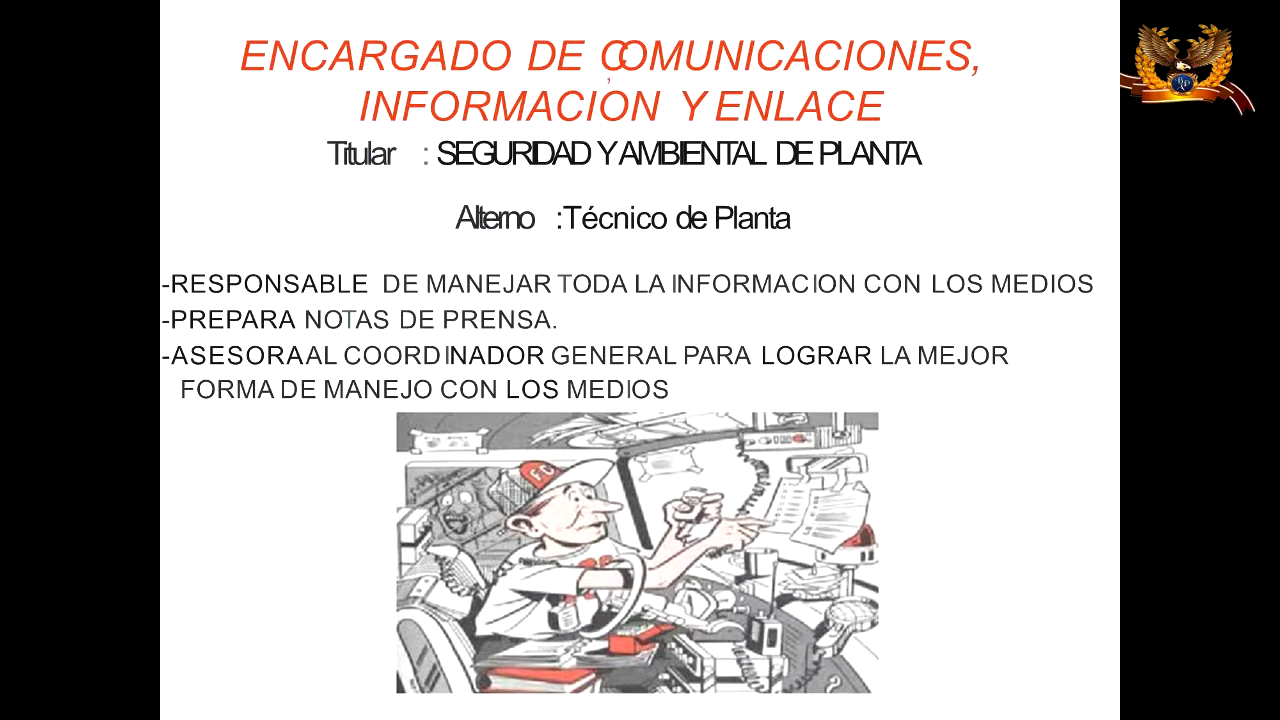 ENCARGADO DE COMUNICACIONES,
INFORMACIÓN Y ENLACE
Titular : SEGURIDAD Y AMBIENTAL DE PLANTA
Alterno :Técnico de Planta
-RESPONSABLE DE MANEJAR TODA LA INFORMACION CON LOS MEDIOS
-PREPARA NOTAS DE PRENSA.
-ASESORA AL COORDINADOR GENERAL PARA LOGRAR LA MEJOR
FORMA DE MANEJO CON LOS MEDIOS
FC